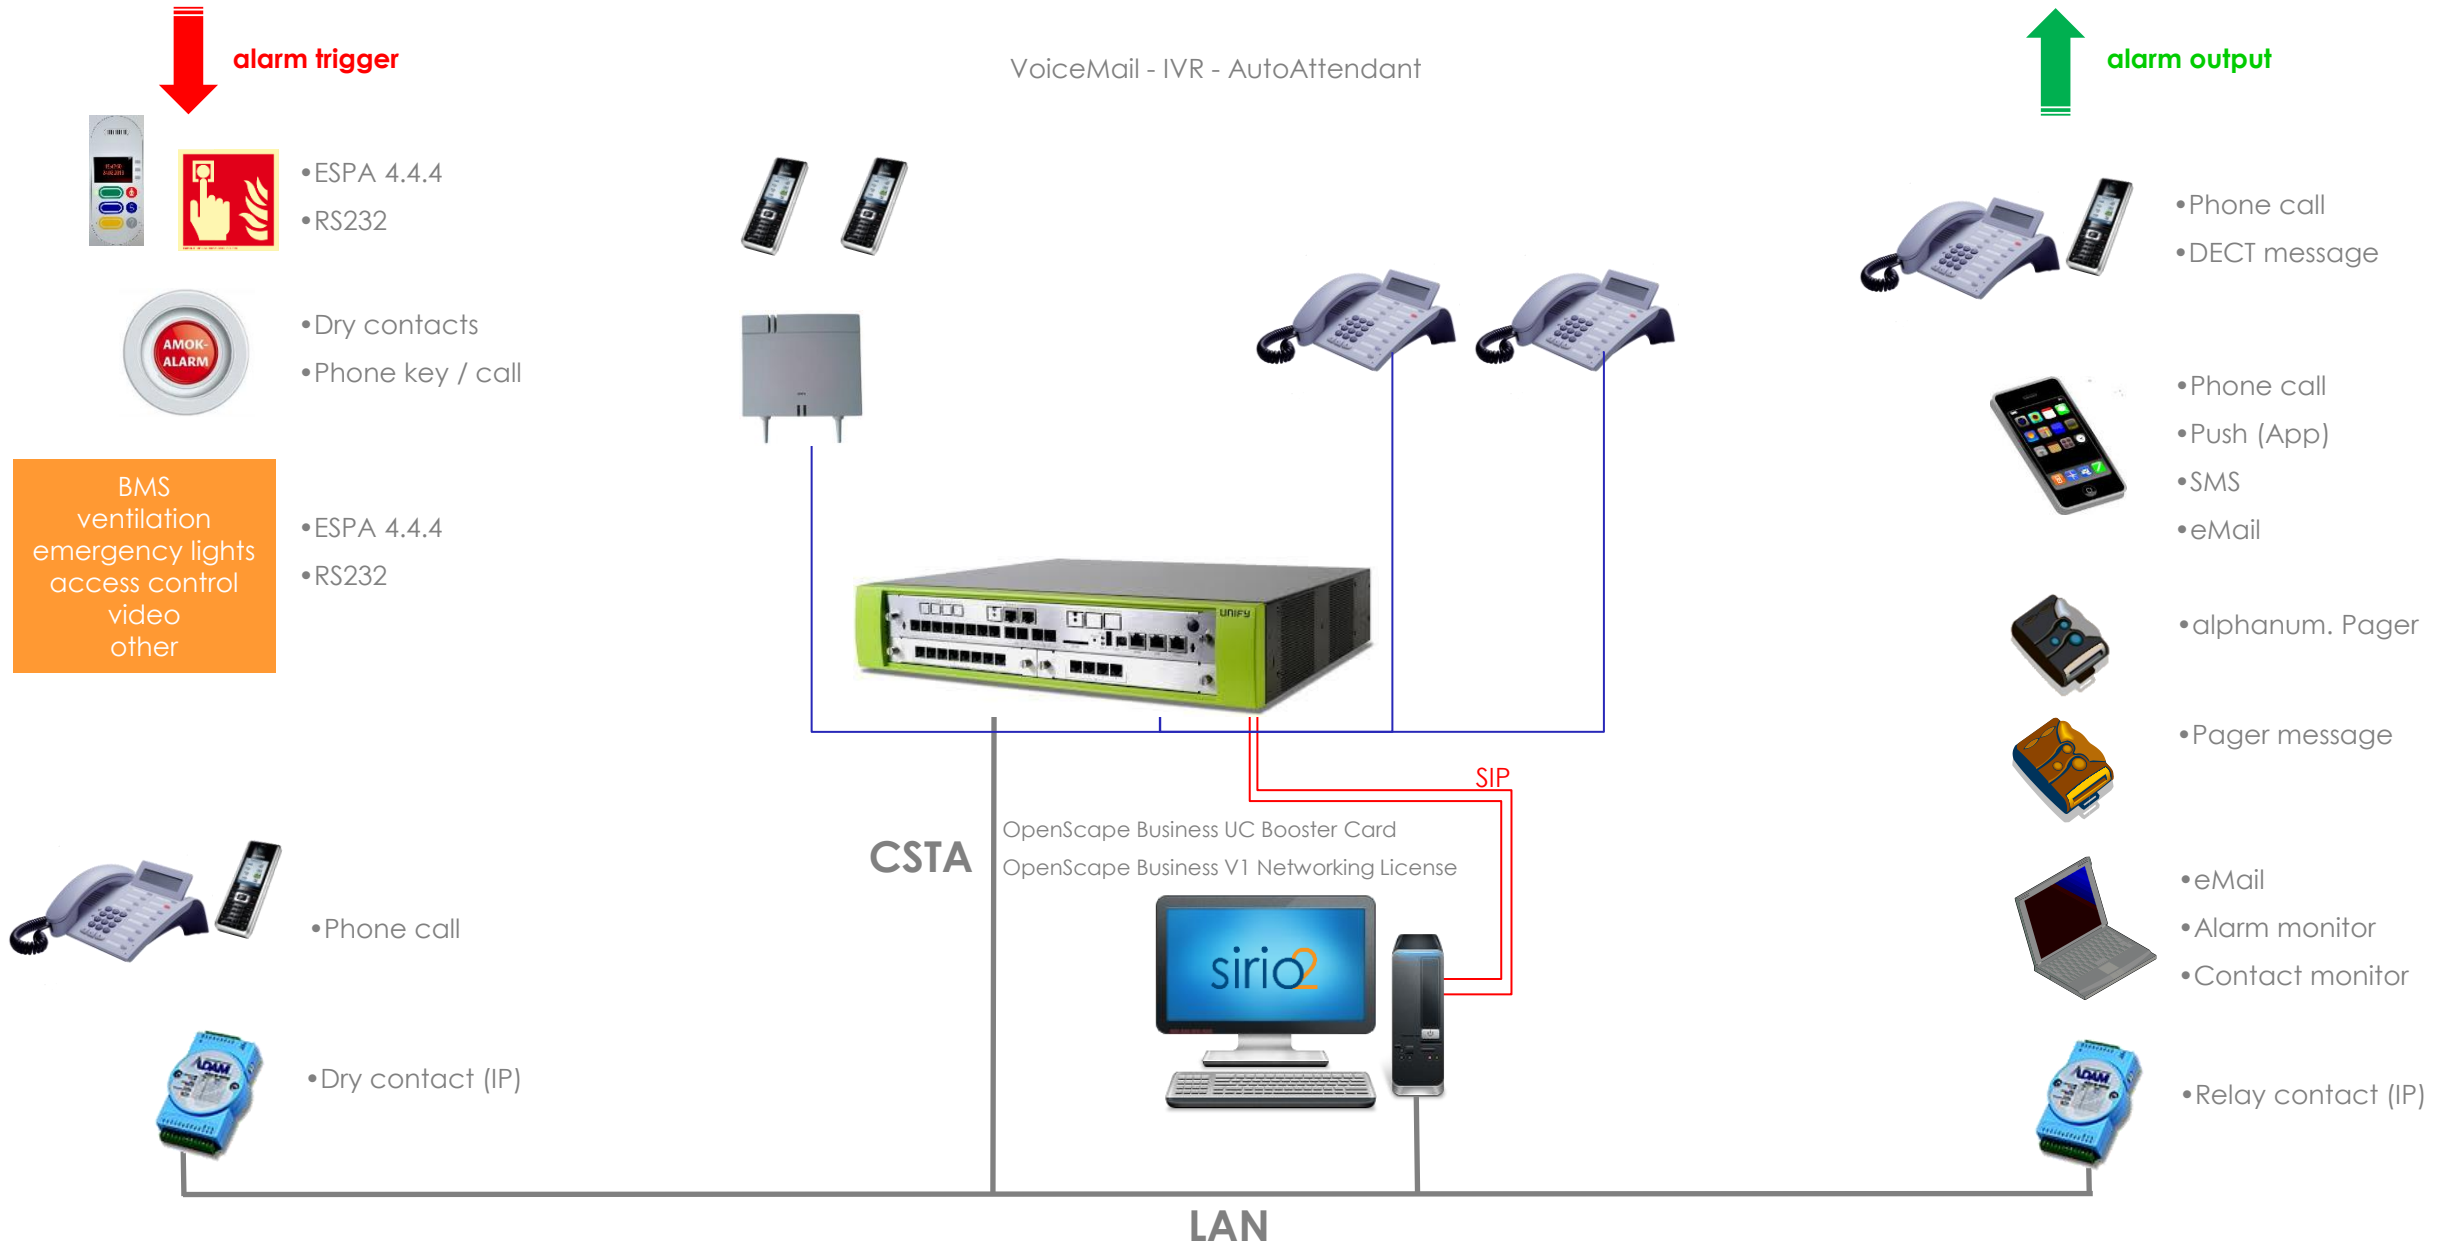 alarm trigger
VoiceMail - IVR - AutoAttendant
alarm output
•ESPA 4.4.4
•RS232
AMOK-
ALARM
•Dry contacts
•Phone key / call
BMS
ventilation
emergency lights
access control
video
other
•ESPA 4.4.4
•RS232
•Phone call
ADAM
•Dry contact (IP)
UNIFY
SIP
CSTA
OpenScape Business UC Booster Card
OpenScape Business V1 Networking License
sirio2
LAN
•Phone call
•DECT message
•Phone call
•Push (App)
•SMS
•eMail
•alphanum. Pager
•Pager message
•eMail
•Alarm monitor
•Contact monitor
ADAM
•Relay contact (IP)